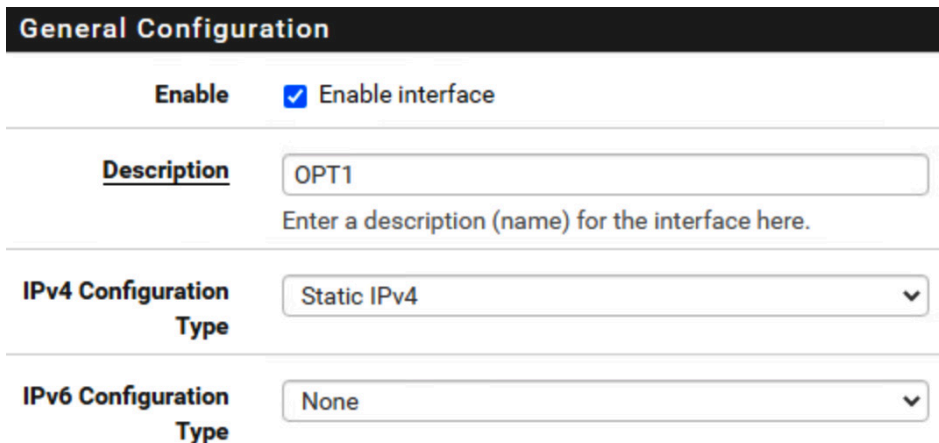 General Configuration
Enable Enable interface
Description OPT1
Enter a description (name) for the interface here.
IPv4 Configuration Type Static IPv4
IPv6 Configuration Type None